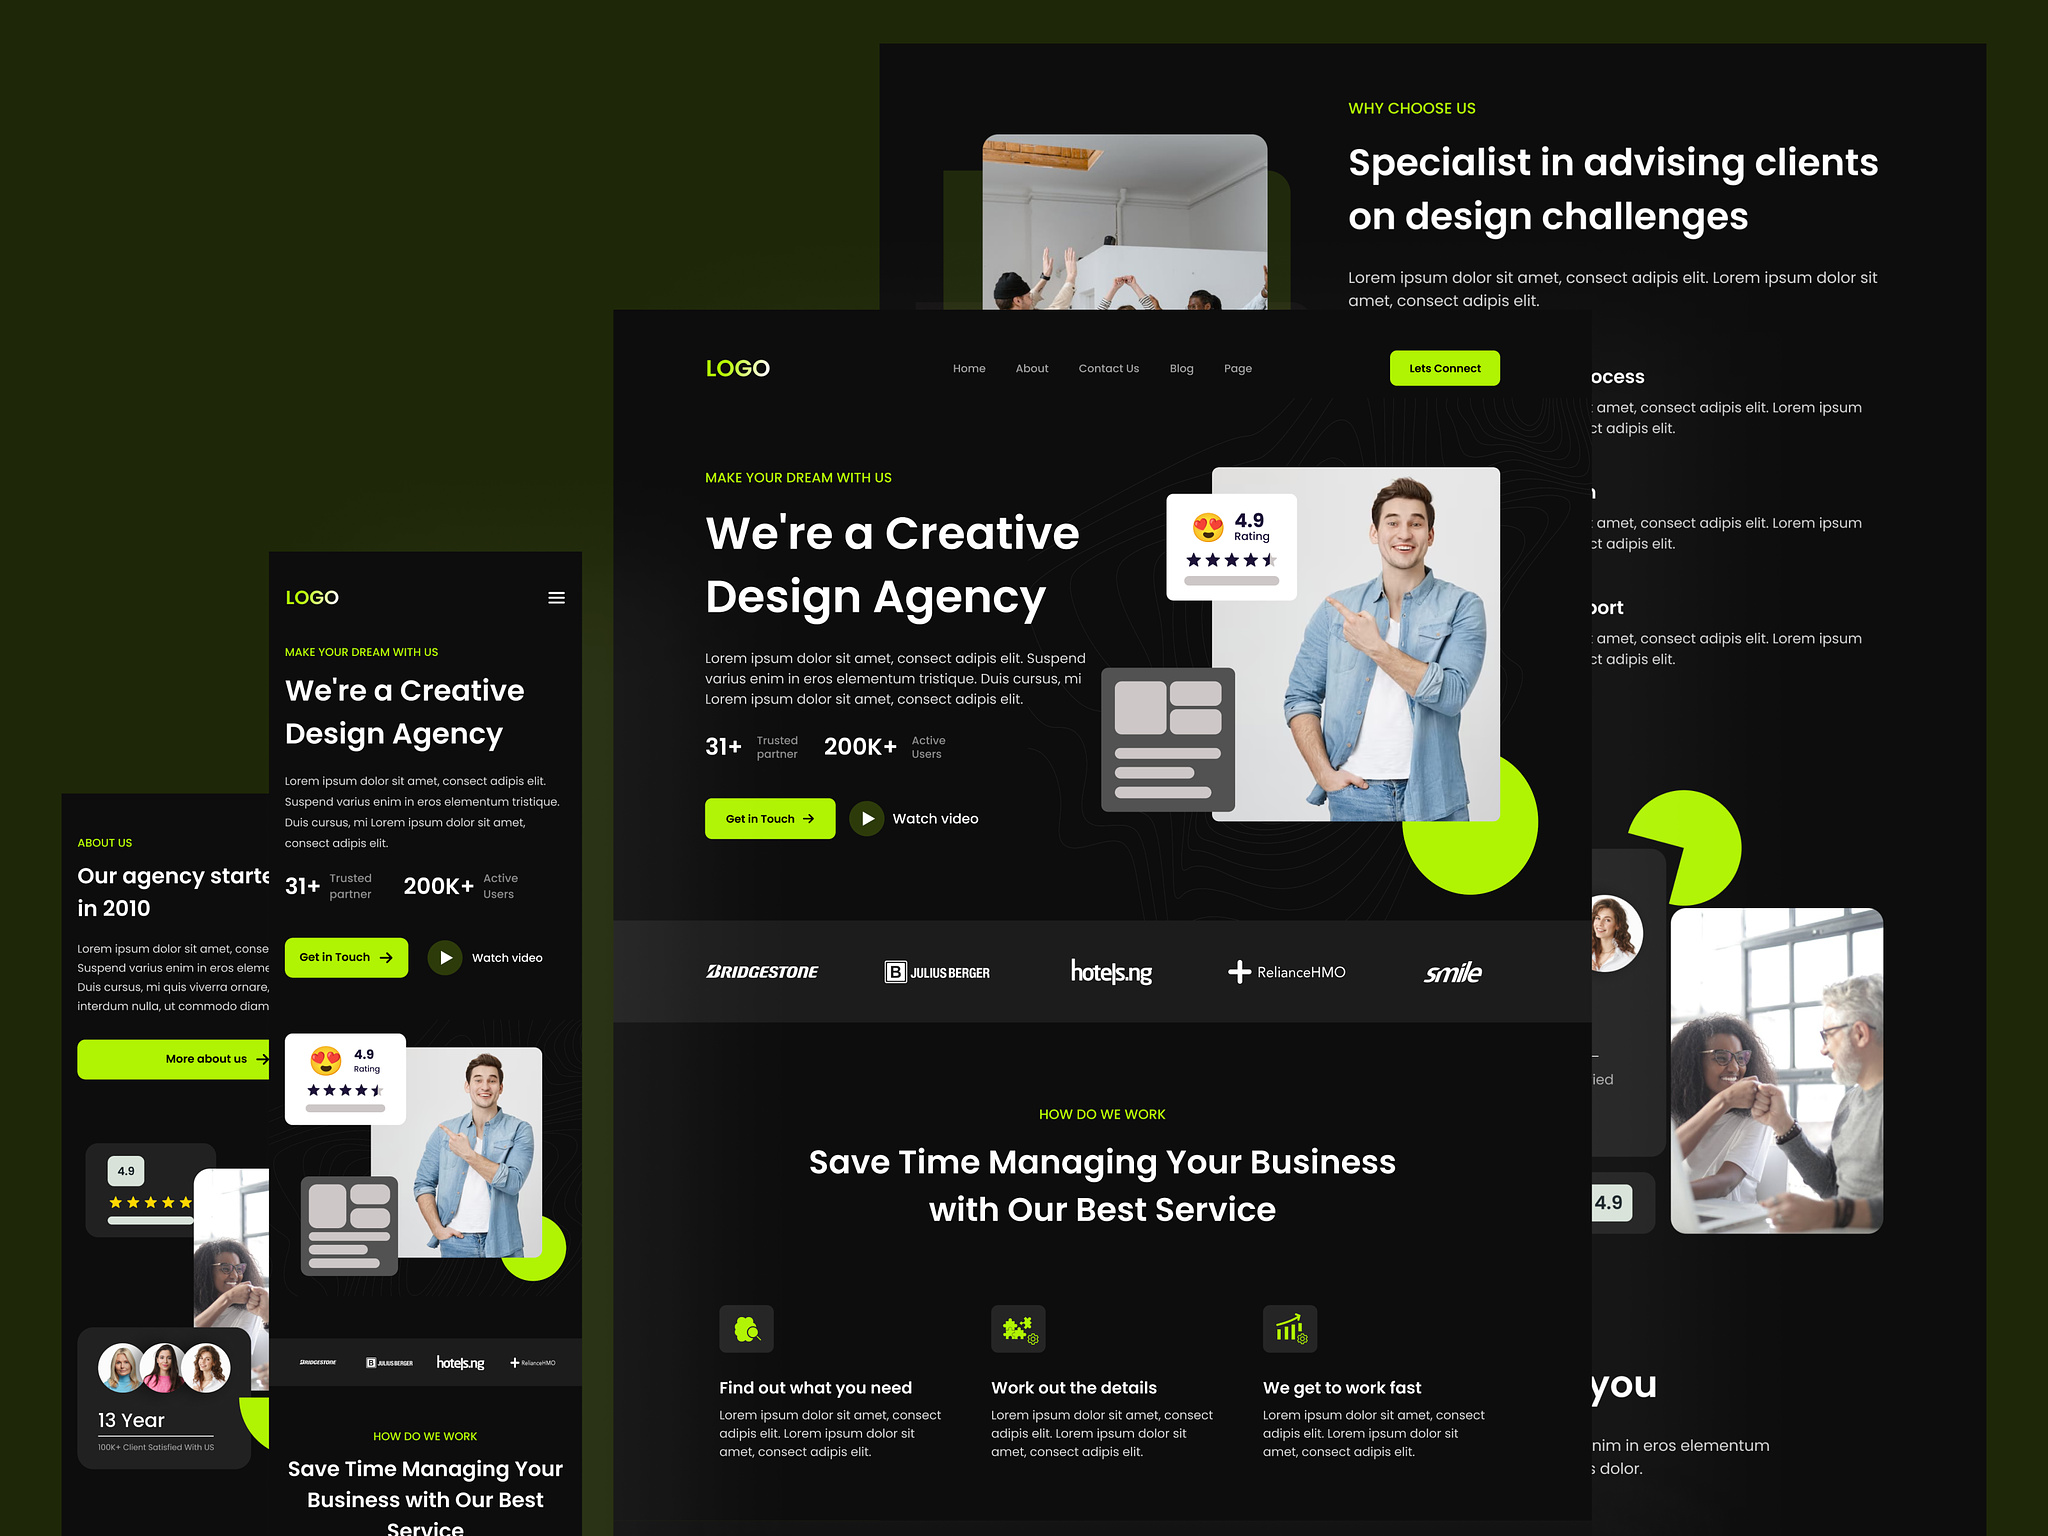 WHY CHOOSE US
Specialist in advising clients
on design challenges
Lorem ipsum dolor sit amet, consect adipis elit. Lorem ipsum dolor sit
amet, consect adipis elit.
ocess
amet, consect adipis elit. Lorem ipsum
ct adipis elit.
amet, consect adipis elit. Lorem ipsum
ct adipis elit.
port
amet, consect adipis elit. Lorem ipsum
ct adipis elit.
ied
4.9
you
nim in eros elementum
s dolor.
LOGO
Home About Contact Us Blog Page
Lets Connect
MAKE YOUR DREAM WITH US
We're a Creative
Design Agency
Lorem ipsum dolor sit amet, consect adipis elit. Suspend
varius enim in eros elementum tristique. Duis cursus, mi
Lorem ipsum dolor sit amet, consect adipis elit.
31+ Trusted partner 200K+ Active Users
Get in Touch Watch video
4.9
Rating
BRIDGESTONE B JULIUS BERGER hotels.ng RelianceHMO smile
HOW DO WE WORK
Save Time Managing Your Business
with Our Best Service
Find out what you need
Lorem ipsum dolor sit amet, consect
adipis elit. Lorem ipsum dolor sit
amet, consect adipis elit.
Work out the details
Lorem ipsum dolor sit amet, consect
adipis elit. Lorem ipsum dolor sit
amet, consect adipis elit.
We get to work fast
Lorem ipsum dolor sit amet, consect
adipis elit. Lorem ipsum dolor sit
amet, consect adipis elit.
LOGO
MAKE YOUR DREAM WITH US
We're a Creative
Design Agency
Lorem ipsum dolor sit amet, consect adipis elit.
Suspend varius enim in eros elementum tristique.
Duis cursus, mi Lorem ipsum dolor sit amet,
consect adipis elit.
31+ Trusted partner 200K+ Active Users
Get in Touch Watch video
4.9
Rating
BRIDGESTONE B JULIUS BERGER hotels.ng RelianceHMO
HOW DO WE WORK
Save Time Managing Your
Business with Our Best
Service
ABOUT US
Our agency starte
in 2010
Lorem ipsum dolor sit amet, conse
Suspend varius enim in eros eleme
Duis cursus, mi quis viverra ornare,
interdum nulla, ut commodo diam
More about us
4.9
13 Year
100K+ Client Satisfied With US